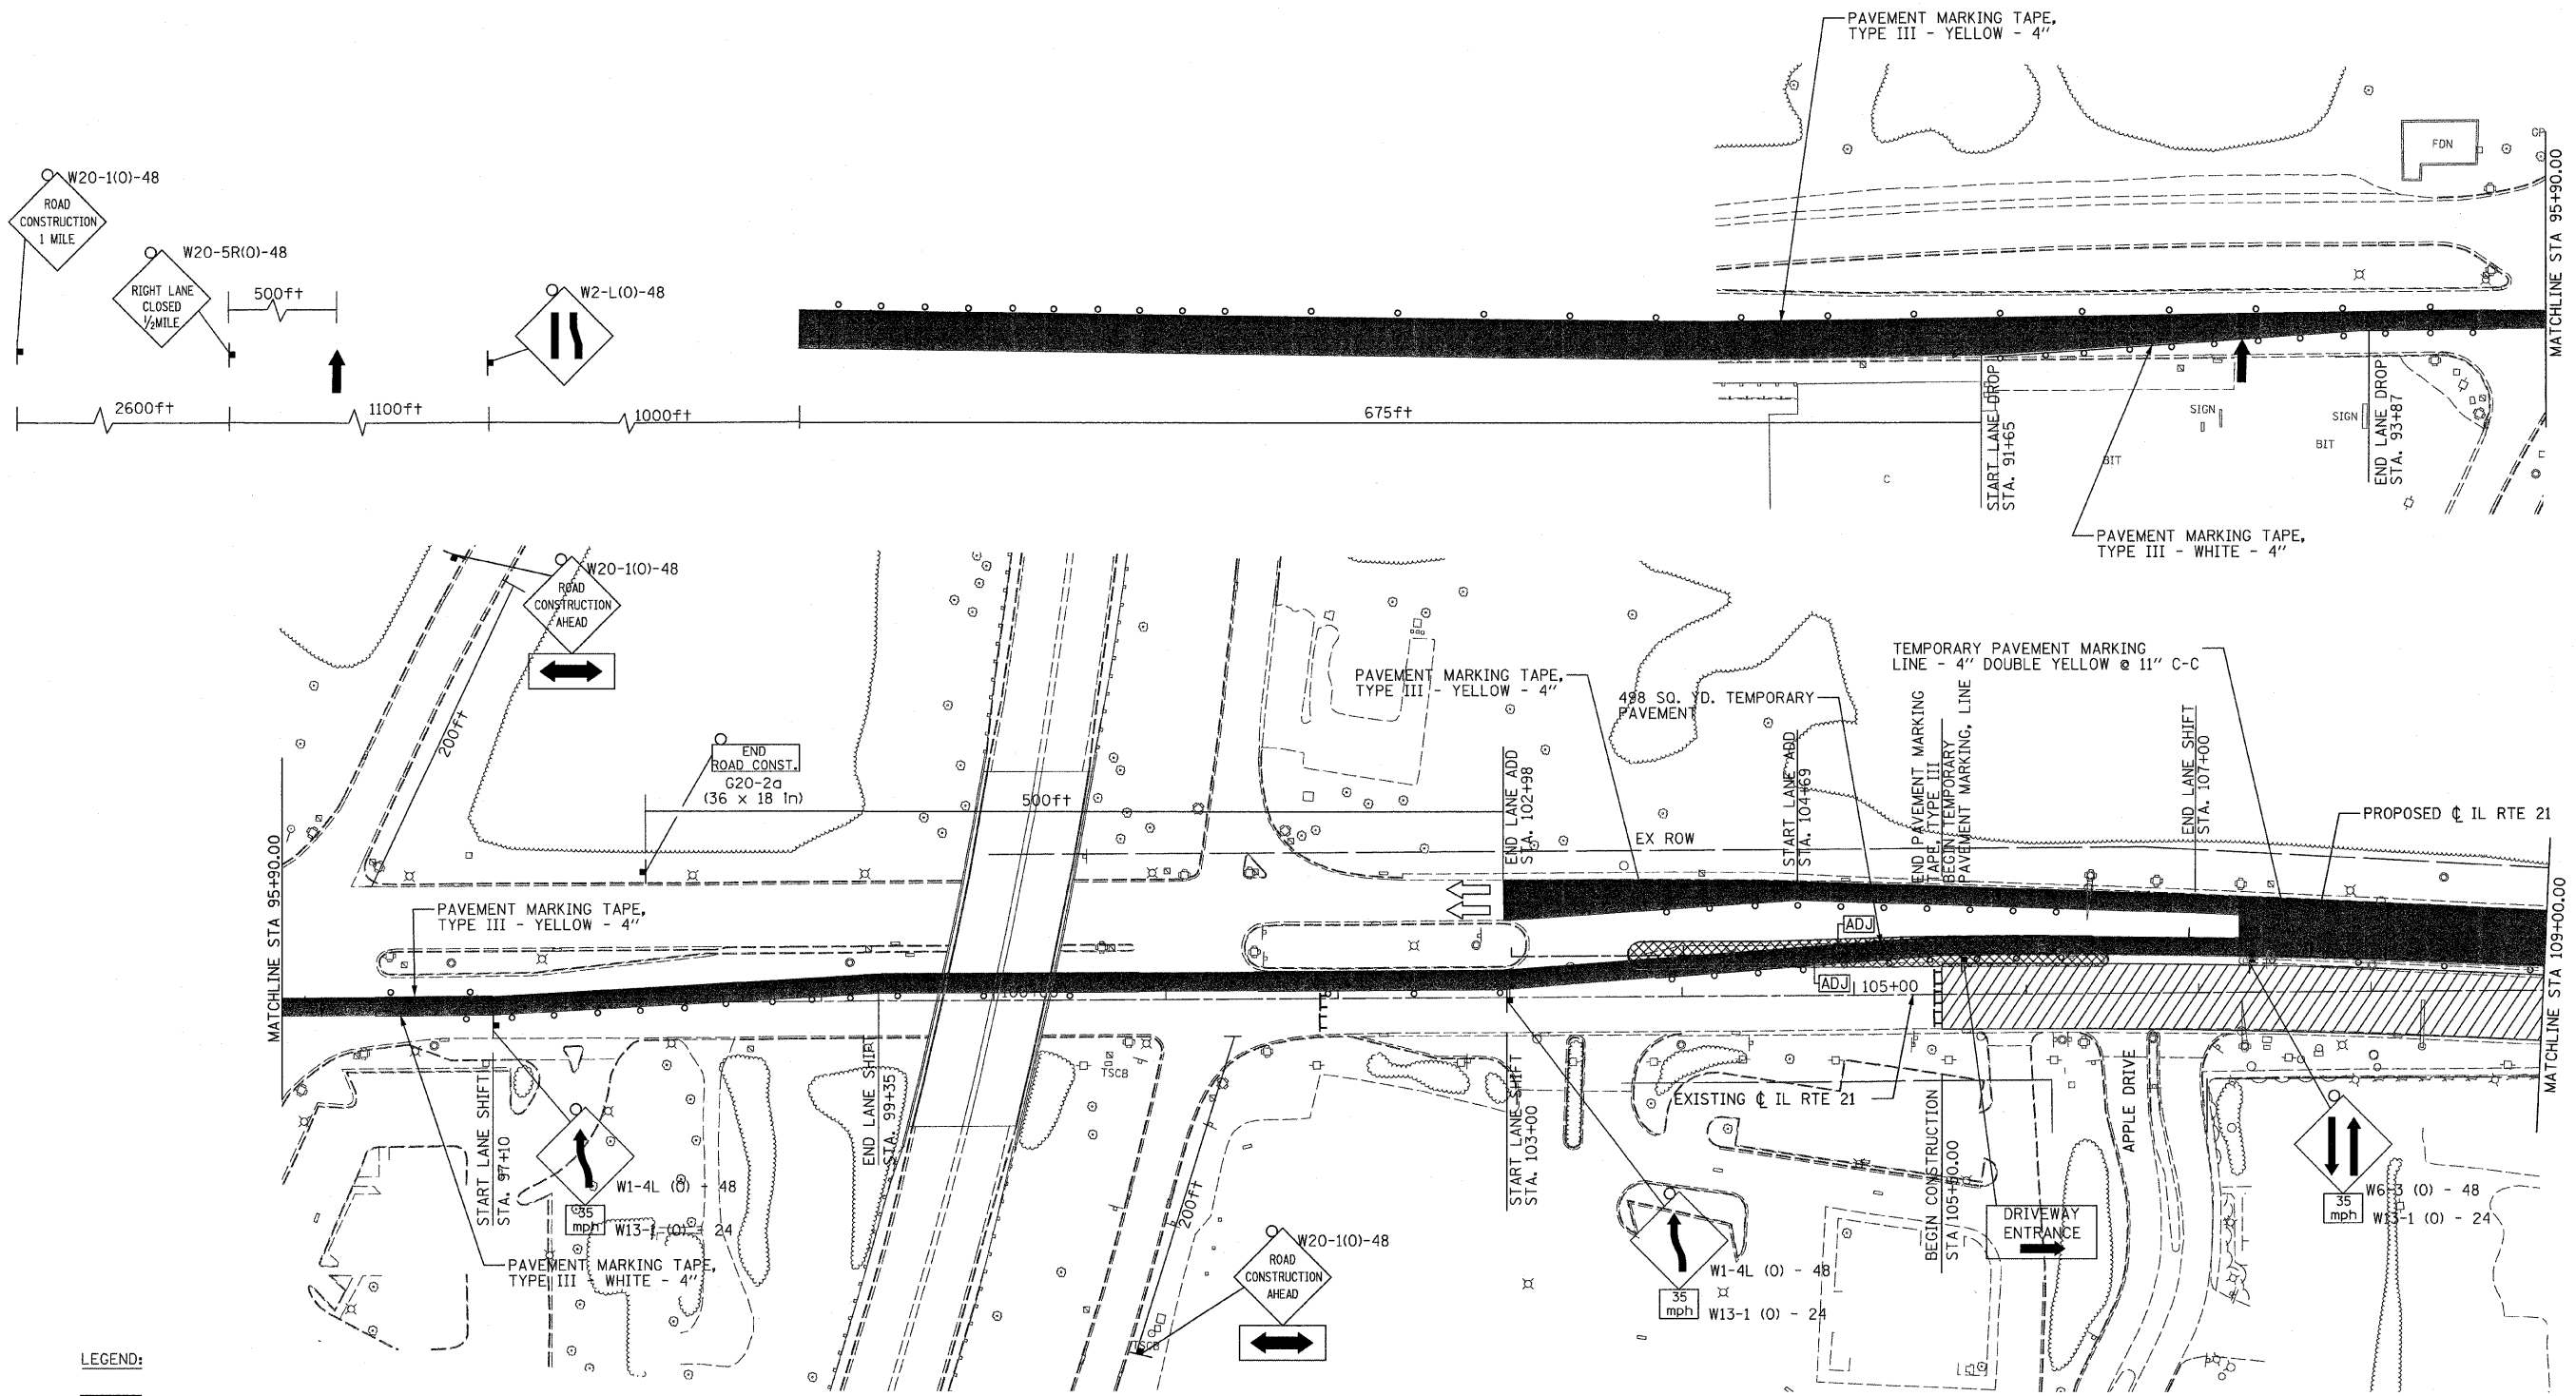 PAVEMENT MARKING TAPE,
TYPE III - YELLOW - 4"
W20-1(O)-48
ROAD
CONSTRUCTION
1 MILE
W20-5R(O)-48
RIGHT LANE
CLOSED
1/2 MILE
500ft
W2-L(O)-48
FDN
GP
MATCHLINE STA 95+90.00
2600ft
1100ft
1000ft
675ft
START LANE DROP
STA. 91+65
SIGN
SIGN
BIT
BIT
C
END LANE DROP
STA. 93+87
PAVEMENT MARKING TAPE,
TYPE III - WHITE - 4"
W20-1(O)-48
ROAD
CONSTRUCTION
AHEAD
200ft
END
ROAD CONST.
G20-2a
(36 x 18 in)
500ft
PAVEMENT MARKING TAPE,
TYPE III - YELLOW - 4"
498 SQ. YD. TEMPORARY
PAVEMENT
TEMPORARY PAVEMENT MARKING
LINE - 4" DOUBLE YELLOW @ 11" C-C
END LANE ADD
STA. 102+98
EX ROW
START LANE ADD
STA. 104+69
END PAVEMENT MARKING
TAPE, TYPE III
BEGIN TEMPORARY
PAVEMENT MARKING, LINE
END LANE SHIFT
STA. 107+00
PROPOSED ℄ IL RTE 21
MATCHLINE STA 95+90.00
PAVEMENT MARKING TAPE,
TYPE III - YELLOW - 4"
100+00
ADJ
ADJ
105+00
MATCHLINE STA 109+00.00
START LANE SHIFT
STA. 97+10
END LANE SHIFT
STA. 99+35
TSCB
START LANE SHIFT
STA. 103+00
EXISTING ℄ IL RTE 21
BEGIN CONSTRUCTION
STA 105+50.00
APPLE DRIVE
W1-4L (O) - 48
35
mph
W13-1 (O) - 24
PAVEMENT MARKING TAPE,
TYPE III - WHITE - 4"
200ft
W20-1(O)-48
ROAD
CONSTRUCTION
AHEAD
TSCB
W1-4L (O) - 48
35
mph
W13-1 (O) - 24
DRIVEWAY
ENTRANCE
W6-3 (O) - 48
35
mph
W13-1 (O) - 24
LEGEND: